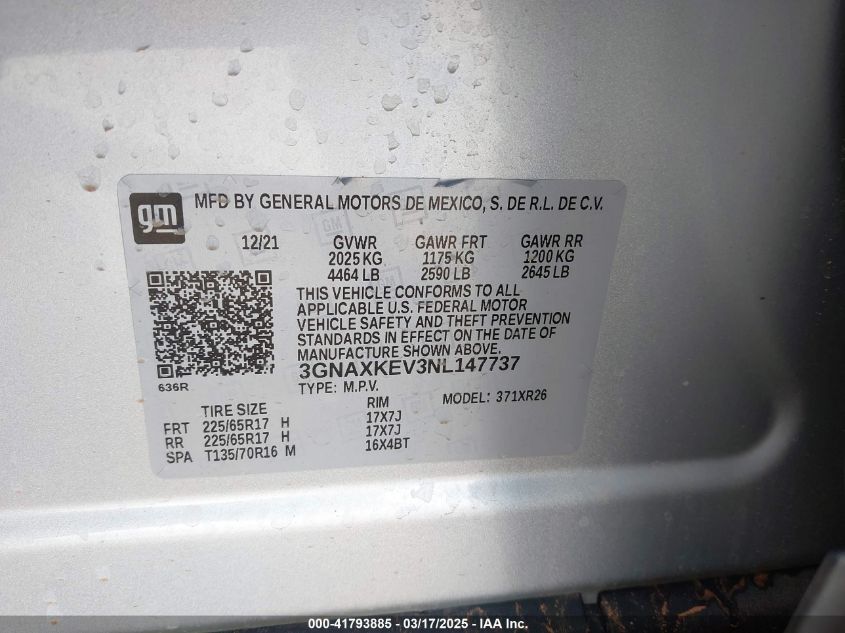 gm
MFD BY GENERAL MOTORS DE MEXICO, S. DE R.L. DE C.V.
12/21 GVWR GAWR FRT GAWR RR
2025 KG 1175 KG 1200 KG
4464 LB 2590 LB 2645 LB
THIS VEHICLE CONFORMS TO ALL
APPLICABLE U.S. FEDERAL MOTOR
VEHICLE SAFETY AND THEFT PREVENTION
STANDARDS IN EFFECT ON THE DATE OF
MANUFACTURE SHOWN ABOVE.
3GNAXKEV3NL147737
636R
TYPE: M.P.V. MODEL: 371XR26
TIRE SIZE RIM
FRT 225/65R17 H 17X7J
RR 225/65R17 H 17X7J
SPA T135/70R16 M 16X4BT
000-41793885 - 03/17/2025 - IAA Inc.